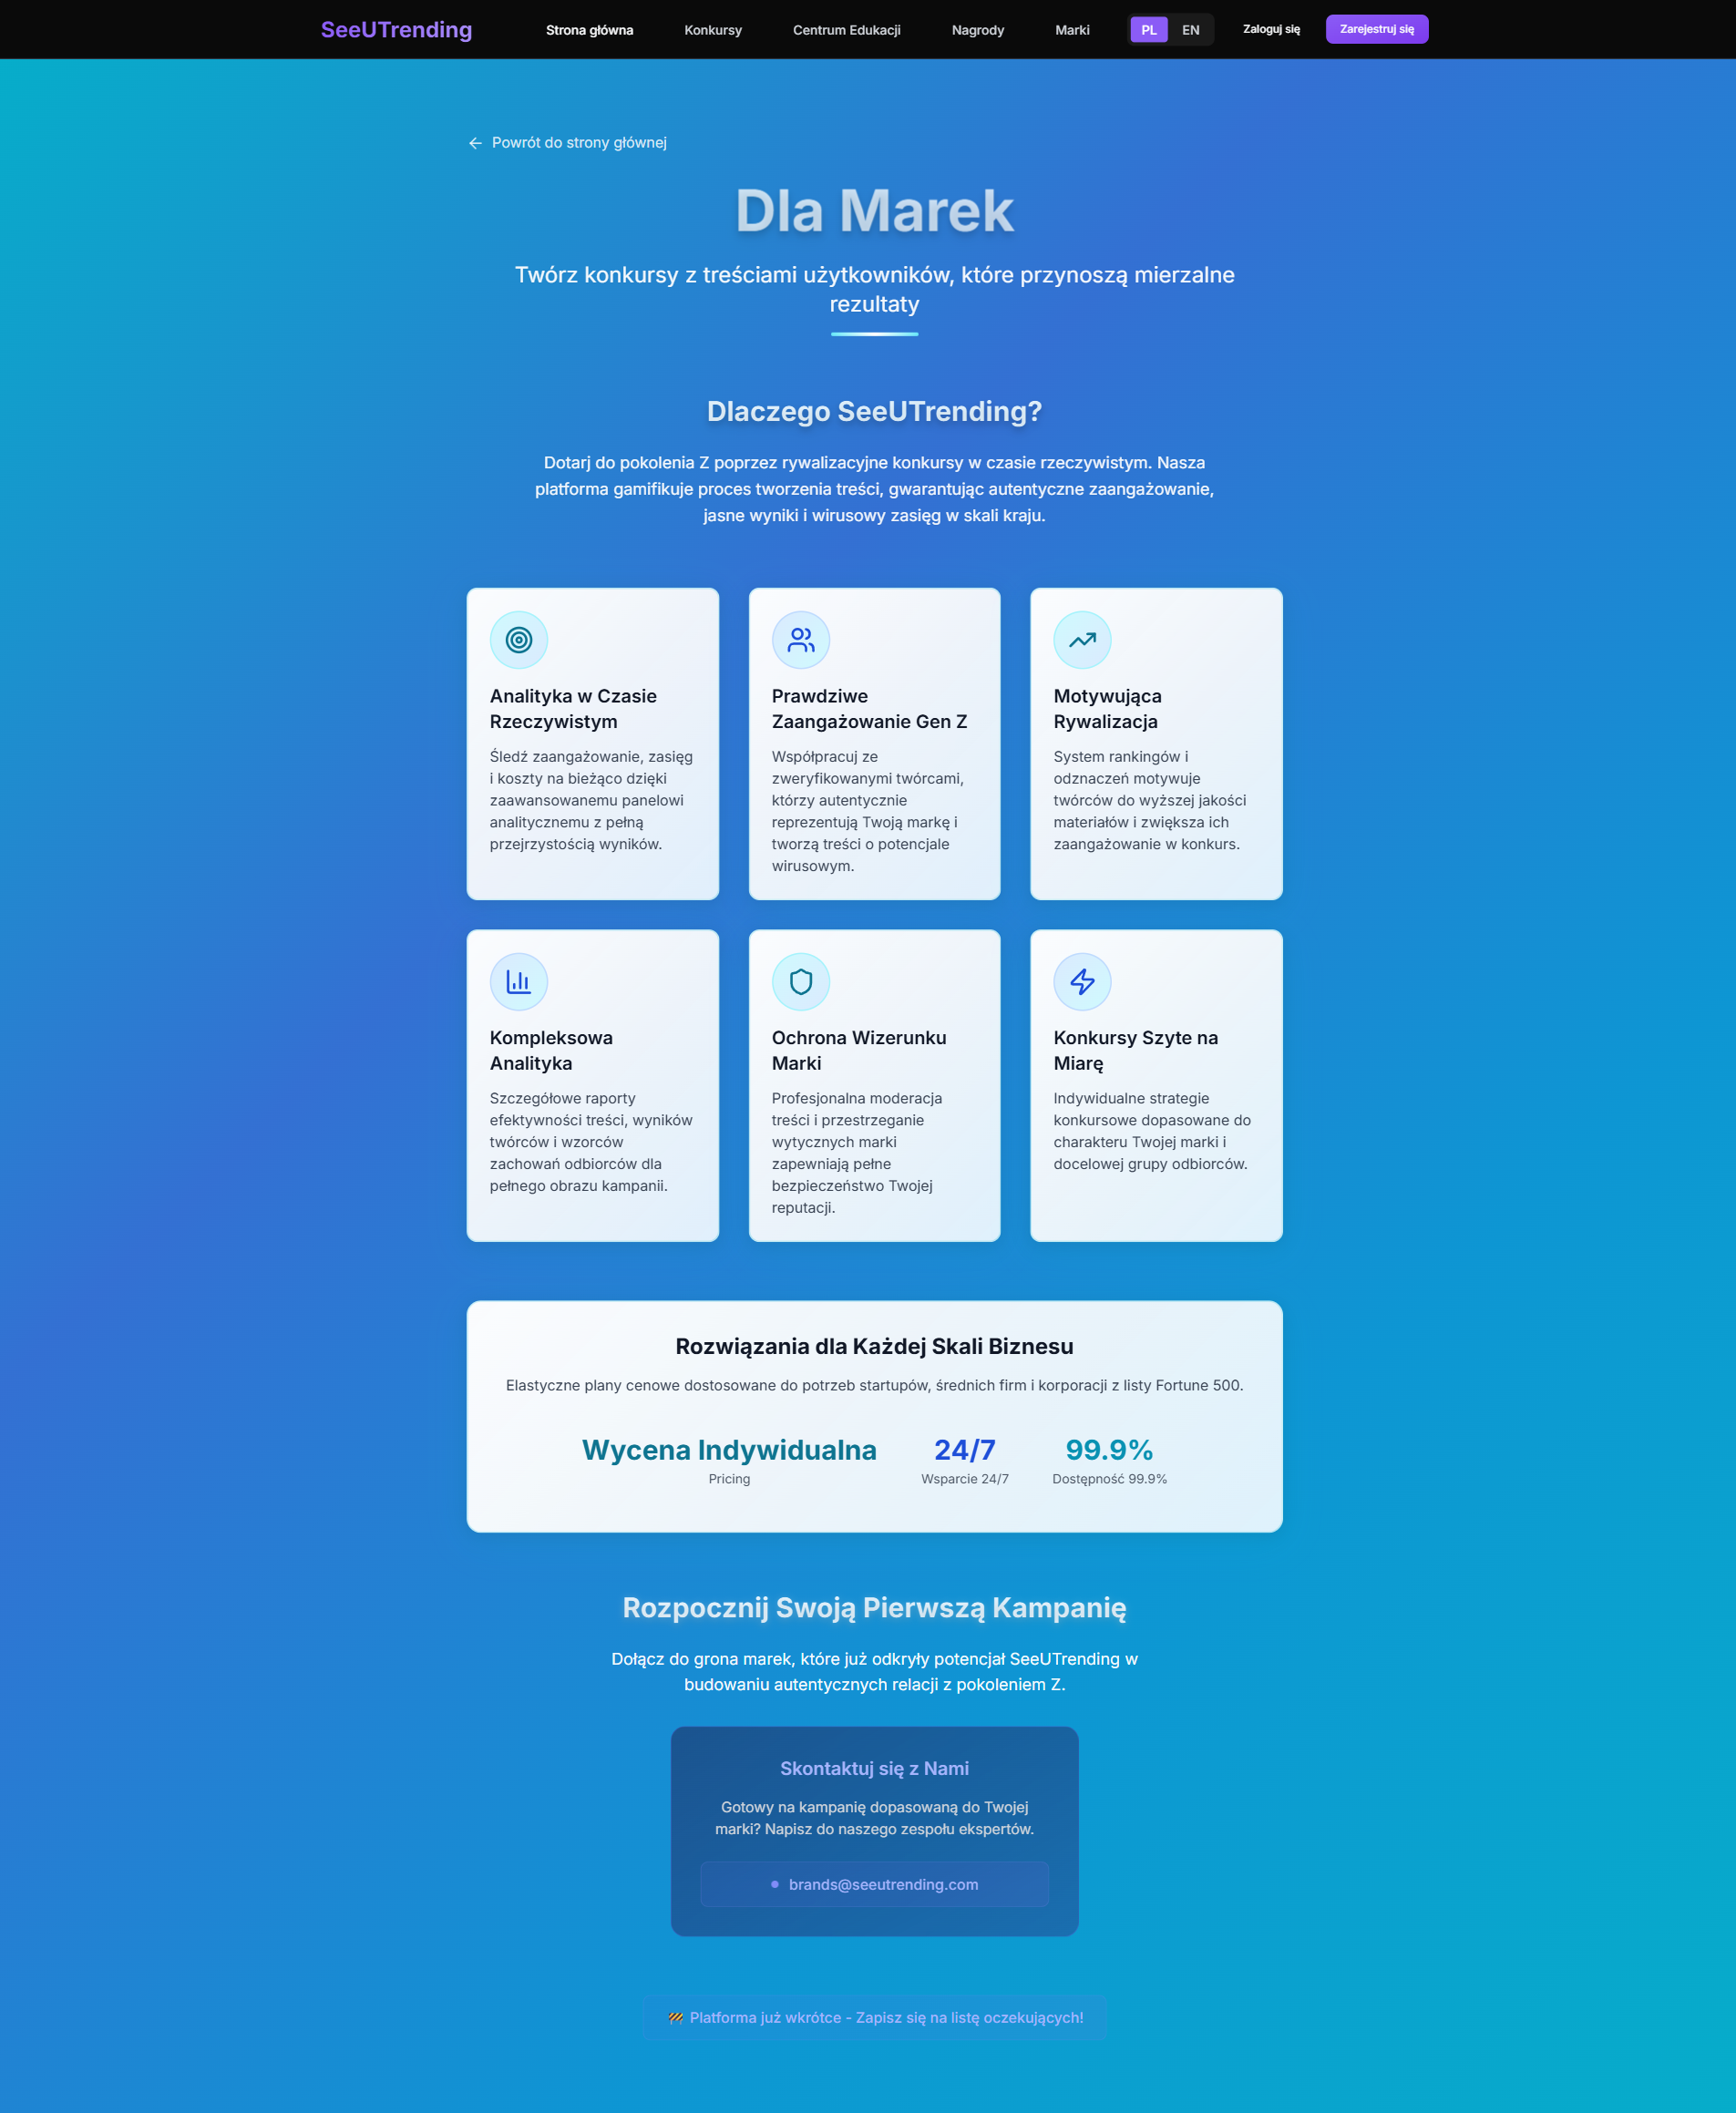 SeeUTrending
Strona główna
Konkursy
Centrum Edukacji
Nagrody
Marki
PL
EN
Zaloguj się
Zarejestruj się
Powrót do strony głównej
Dla Marek
Twórz konkursy z treściami użytkowników, które przynoszą mierzalne
rezultaty
Dlaczego SeeUTrending?
Dotarj do pokolenia Z poprzez rywalizacyjne konkursy w czasie rzeczywistym. Nasza
platforma gamifikuje proces tworzenia treści, gwarantując autentyczne zaangażowanie,
jasne wyniki i wirusowy zasięg w skali kraju.
Analityka w Czasie
Rzeczywistym
Śledź zaangażowanie, zasięg
i koszty na bieżąco dzięki
zaawansowanemu panelowi
analitycznemu z pełną
przejrzystością wyników.
Prawdziwe
Zaangażowanie Gen Z
Współpracuj ze
zweryfikowanymi twórcami,
którzy autentycznie
reprezentują Twoją markę i
tworzą treści o potencjale
wirusowym.
Motywująca
Rywalizacja
System rankingów i
odznaczeń motywuje
twórców do wyższej jakości
materiałów i zwiększa ich
zaangażowanie w konkurs.
Kompleksowa
Analityka
Szczegółowe raporty
efektywności treści, wyników
twórców i wzorców
zachowań odbiorców dla
pełnego obrazu kampanii.
Ochrona Wizerunku
Marki
Profesjonalna moderacja
treści i przestrzeganie
wytycznych marki
zapewniają pełne
bezpieczeństwo Twojej
reputacji.
Konkursy Szyte na
Miarę
Indywidualne strategie
konkursowe dopasowane do
charakteru Twojej marki i
docelowej grupy odbiorców.
Rozwiązania dla Każdej Skali Biznesu
Elastyczne plany cenowe dostosowane do potrzeb startupów, średnich firm i korporacji z listy Fortune 500.
Wycena Indywidualna
Pricing
24/7
Wsparcie 24/7
99.9%
Dostępność 99.9%
Rozpocznij Swoją Pierwszą Kampanię
Dołącz do grona marek, które już odkryły potencjał SeeUTrending w
budowaniu autentycznych relacji z pokoleniem Z.
Skontaktuj się z Nami
Gotowy na kampanię dopasowaną do Twojej
marki? Napisz do naszego zespołu ekspertów.
brands@seeutrending.com
🚧 Platforma już wkrótce - Zapisz się na listę oczekujących!